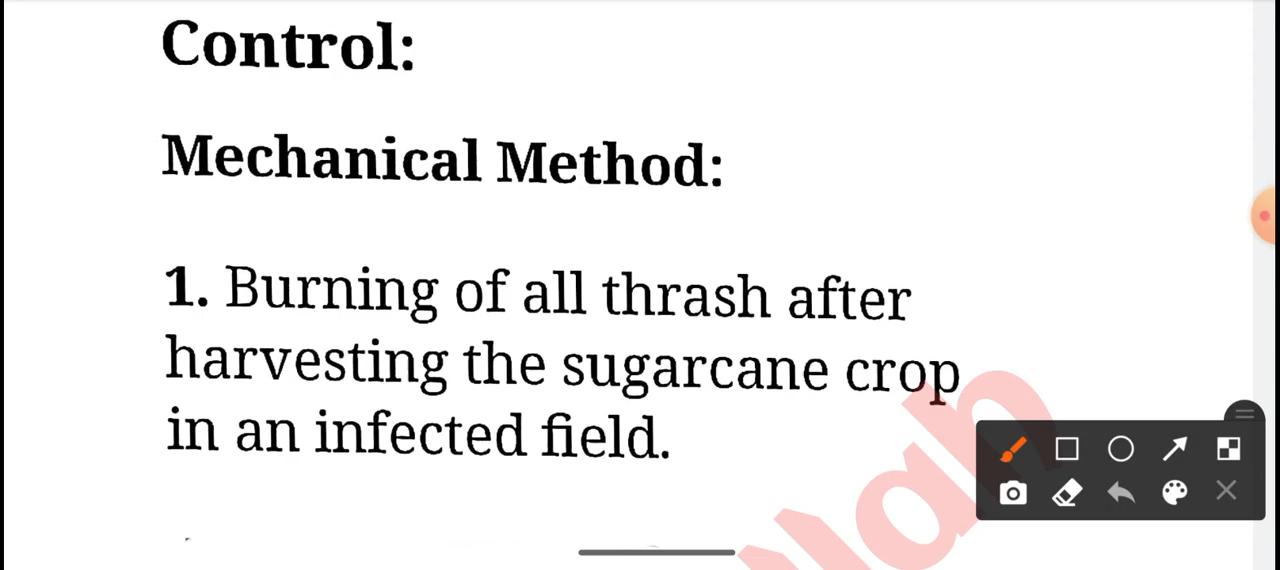 Control:
Mechanical Method:
1. Burning of all thrash after
harvesting the sugarcane crop
in an infected field.